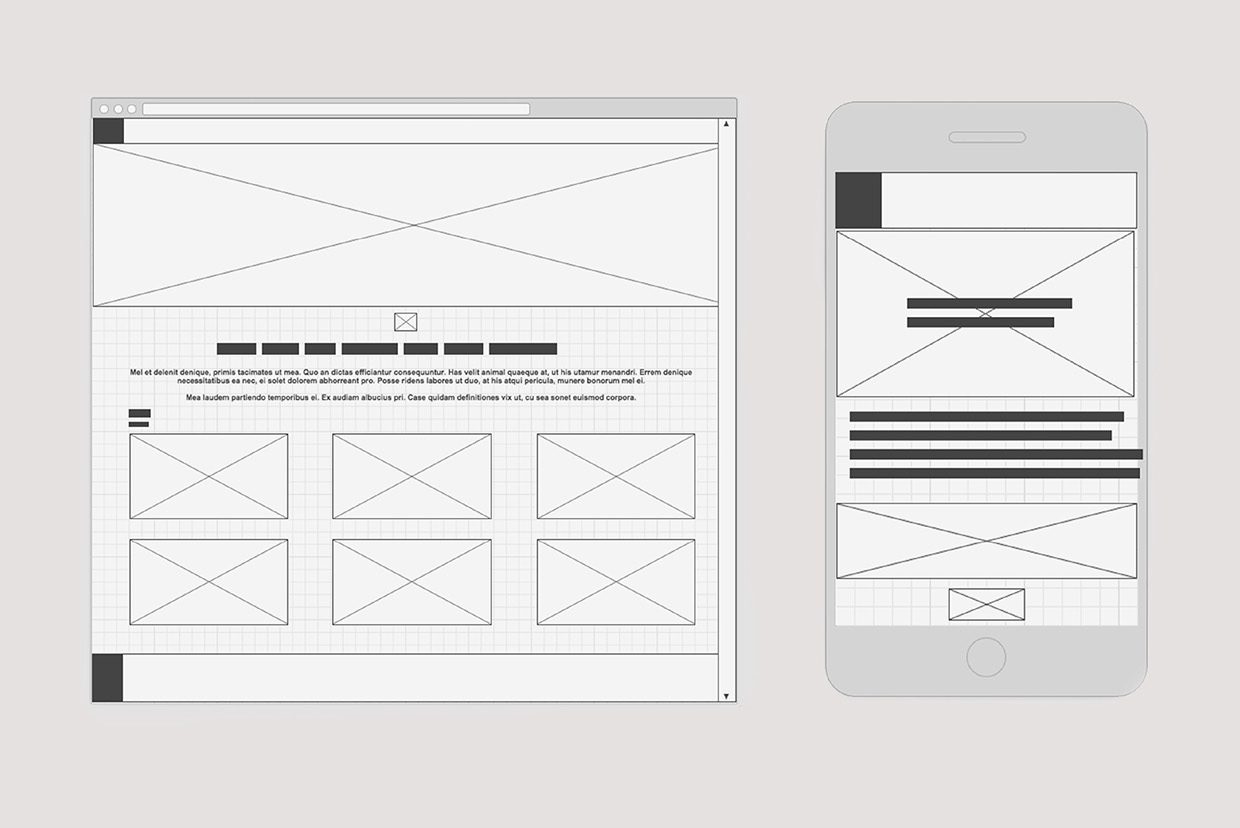 Mel et delenit denique, primis tacimates ut mea. Quo an dictas efficiantur consequuntur. Has velit animal quaeque at, ut his utamur menandri. Errem denique
necessitatibus ea nec, ei solet dolorem abhorreant pro. Posse ridens labores ut duo, at his atqui pericula, munere bonorum mel ei.
Mea laudem partiendo temporibus ei. Ex audiam albucius pri. Case quidam definitiones vix ut, cu sea sonet euismod corpora.